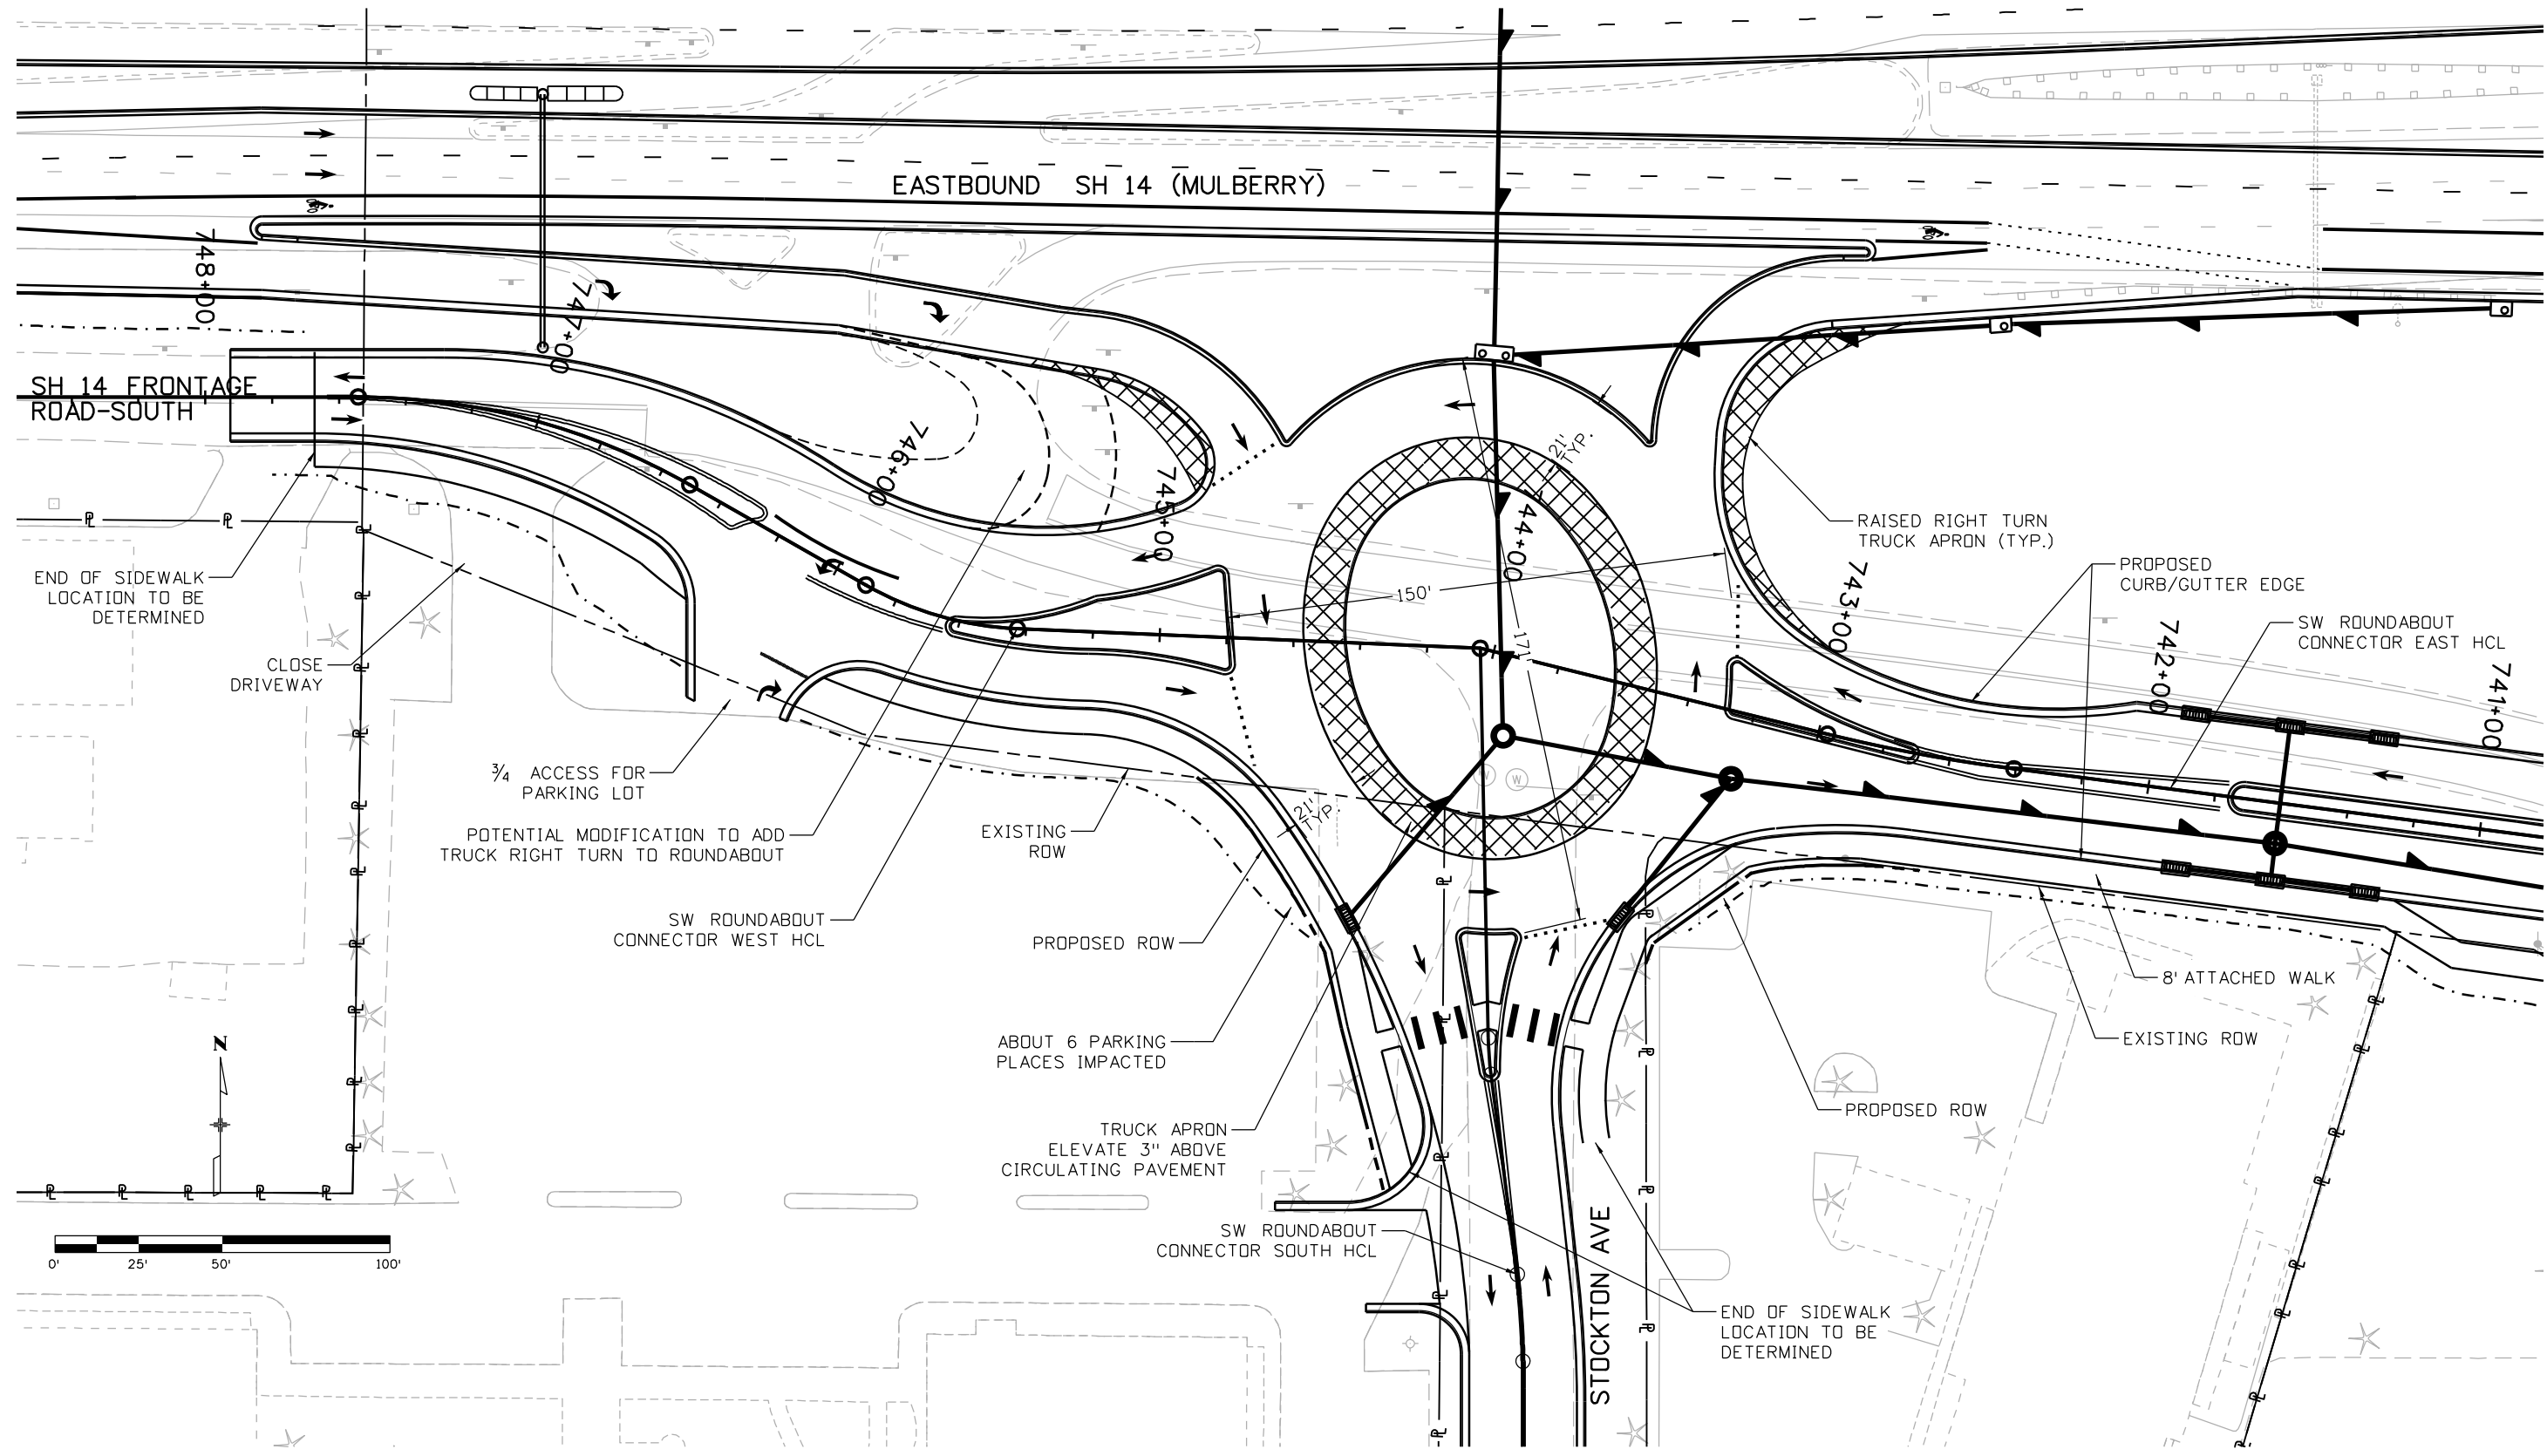 EASTBOUND SH 14 (MULBERRY)
748+00
747+00
SH 14 FRONTAGE
ROAD-SOUTH
746+00
745+00
44+00
743+00
742+00
741+00
21'
TYP.
150'
171'
21'
TYP.
RAISED RIGHT TURN
TRUCK APRON (TYP.)
PROPOSED
CURB/GUTTER EDGE
SW ROUNDABOUT
CONNECTOR EAST HCL
END OF SIDEWALK
LOCATION TO BE
DETERMINED
CLOSE
DRIVEWAY
¾ ACCESS FOR
PARKING LOT
POTENTIAL MODIFICATION TO ADD
TRUCK RIGHT TURN TO ROUNDABOUT
EXISTING
ROW
SW ROUNDABOUT
CONNECTOR WEST HCL
PROPOSED ROW
W
W
8' ATTACHED WALK
EXISTING ROW
ABOUT 6 PARKING
PLACES IMPACTED
PROPOSED ROW
TRUCK APRON
ELEVATE 3" ABOVE
CIRCULATING PAVEMENT
N
SW ROUNDABOUT
CONNECTOR SOUTH HCL
STOCKTON AVE
END OF SIDEWALK
LOCATION TO BE
DETERMINED
0' 25' 50' 100'